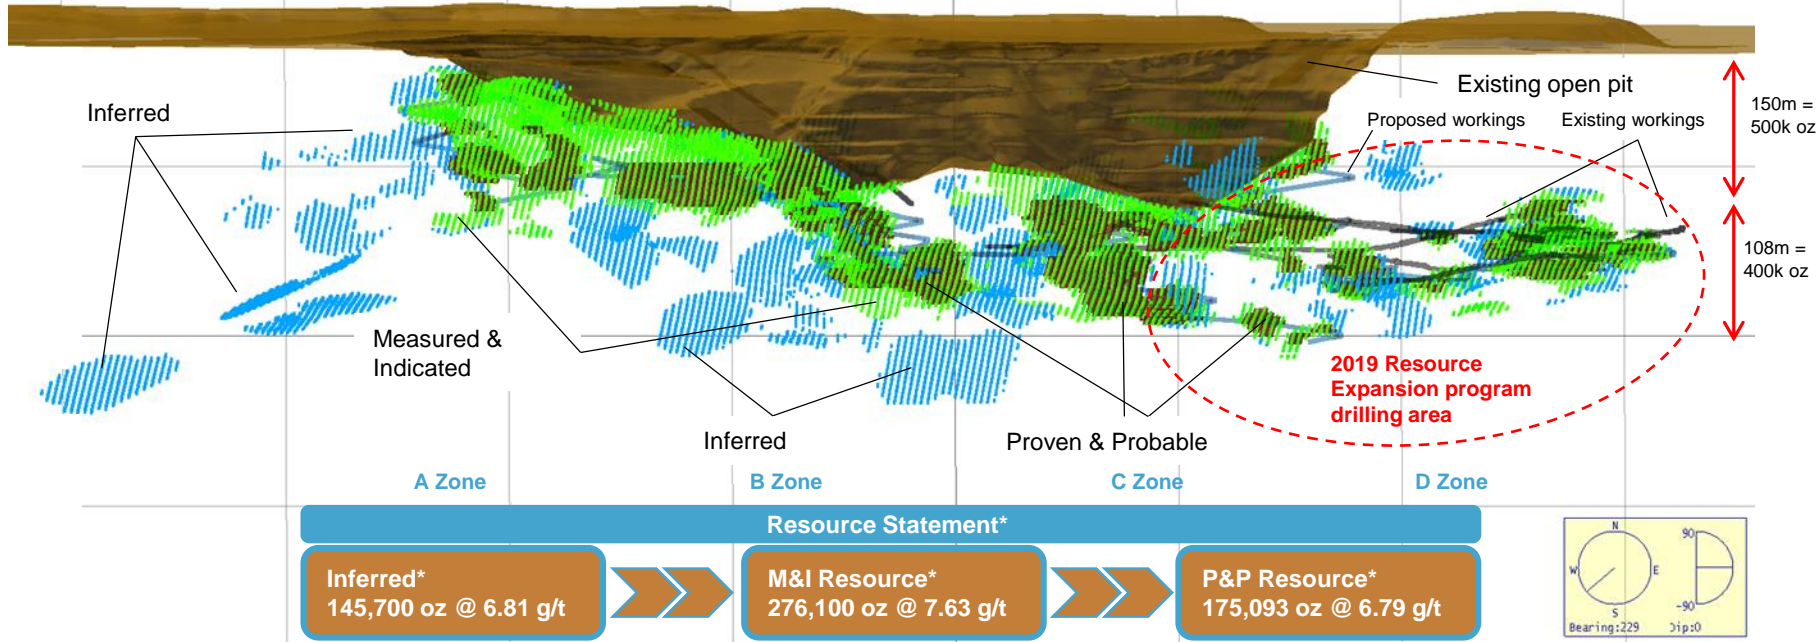 Existing open pit
150m =
500k oz
Inferred
Proposed workings
Existing workings
108m =
400k oz
Measured &
Indicated
2019 Resource
Expansion program
drilling area
Inferred
Proven & Probable
A Zone
B Zone
C Zone
D Zone
Resource Statement*
Inferred*
145,700 oz @ 6.81 g/t
M&I Resource*
276,100 oz @ 7.63 g/t
P&P Resource*
175,093 oz @ 6.79 g/t
N
W
E
S
90
-90
Bearing:229
Dip:0